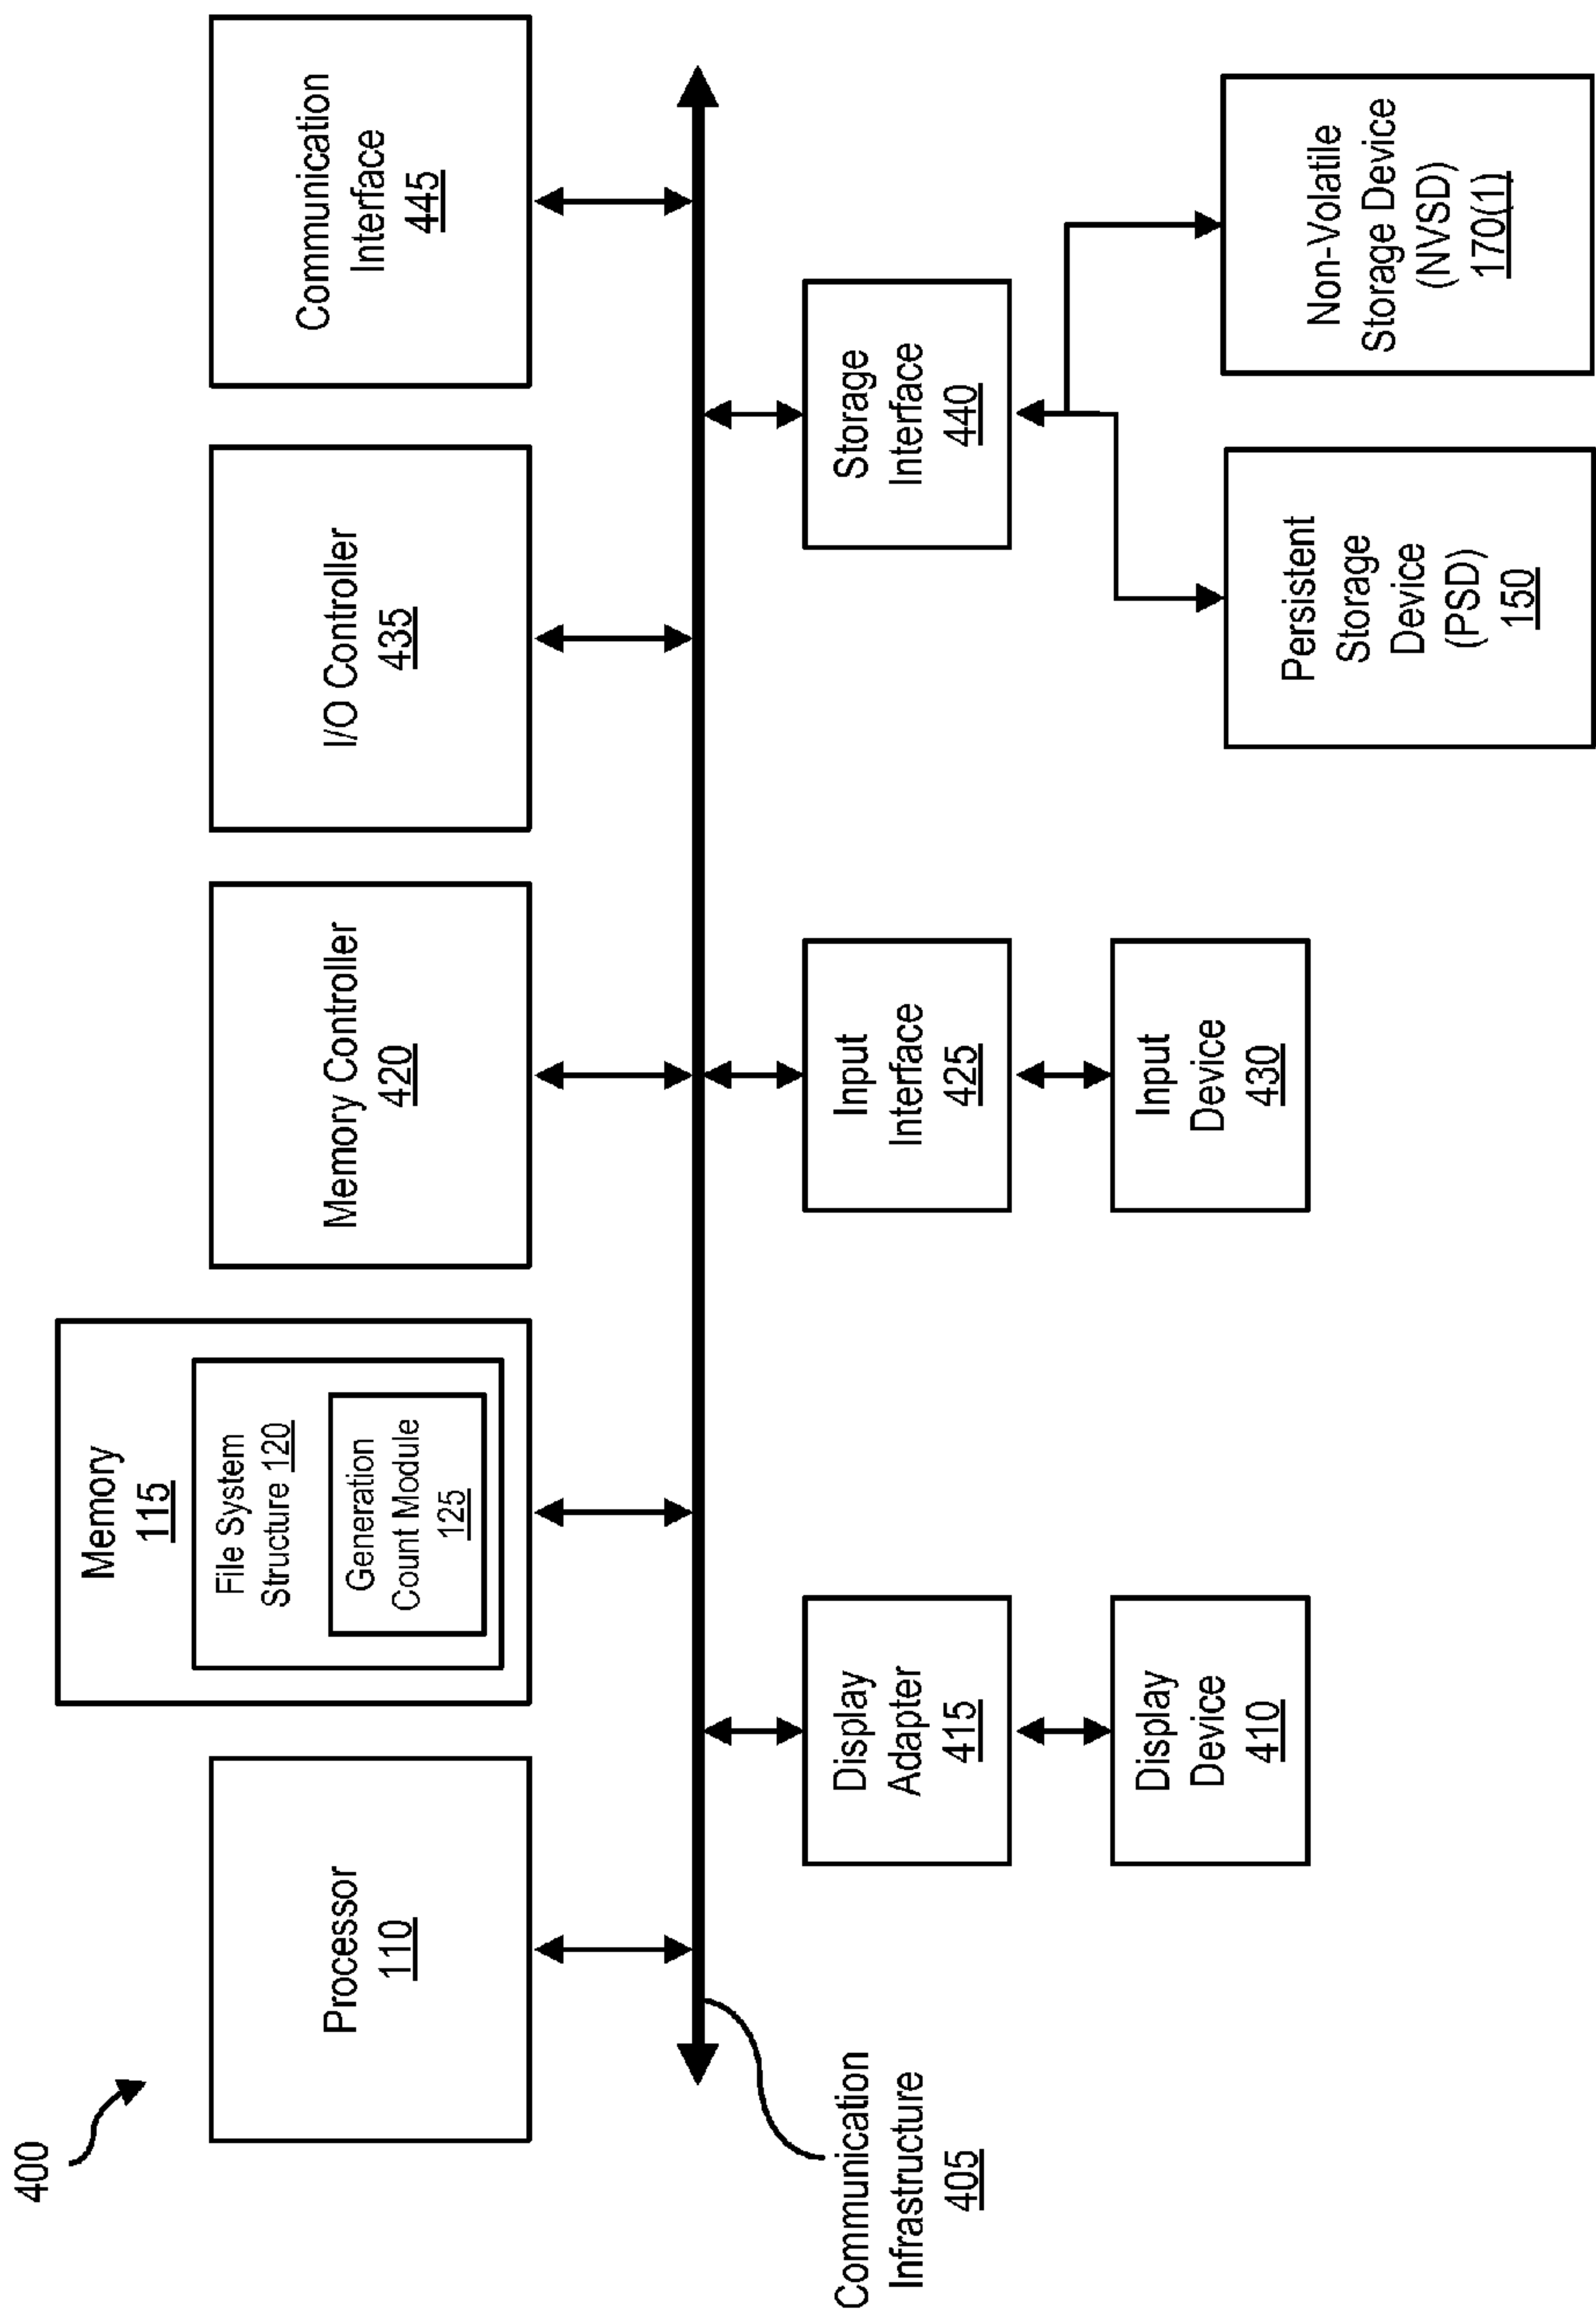 400
Processor
110
Memory
115
File System
Structure 120
Generation
Count Module
125
Memory Controller
420
I/O Controller
435
Communication
Interface
445
Communication
Infrastructure
405
Display
Adapter
415
Display
Device
410
Input
Interface
425
Input
Device
430
Storage
Interface
440
Persistent
Storage
Device
(PSD)
150
Non-Volatile
Storage Device
(NVSD)
170(1)